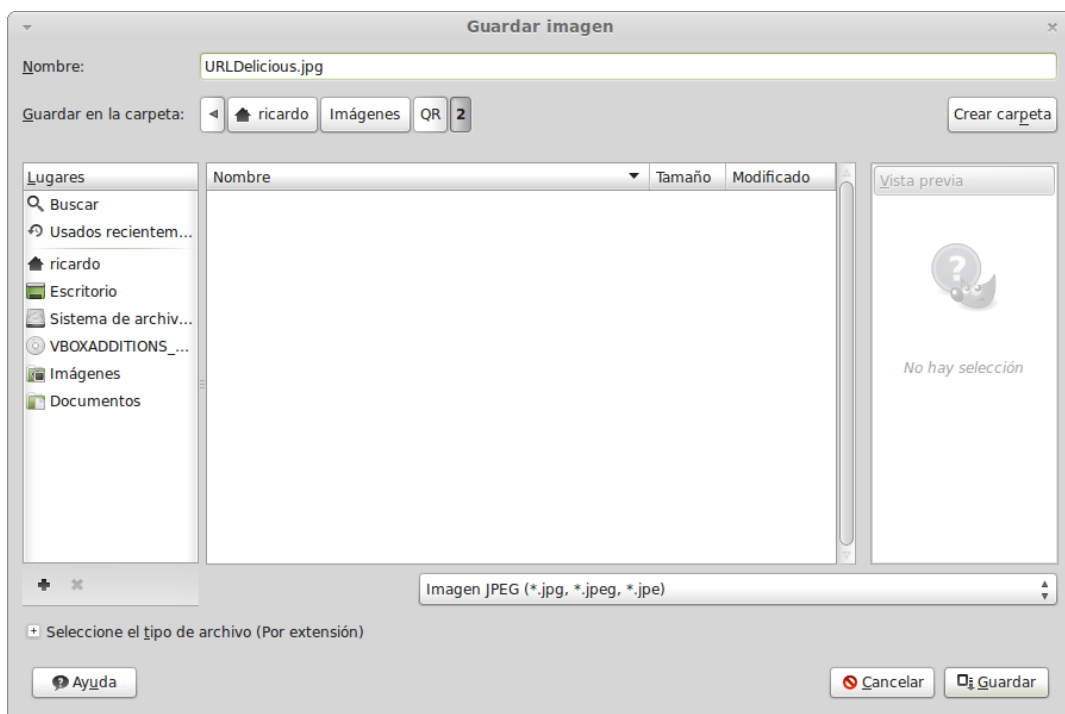 Guardar imagen
Nombre: URLDelicious.jpg
Guardar en la carpeta: ricardo Imágenes QR 2 Crear carpeta
Lugares Nombre Tamaño Modificado Vista previa
Buscar
Usados recientem...
ricardo
Escritorio
Sistema de archiv...
VBOXADDITIONS_...
Imágenes No hay selección
Documentos
Imagen JPEG (*.jpg, *.jpeg, *.jpe)
Seleccione el tipo de archivo (Por extensión)
Ayuda Cancelar Guardar